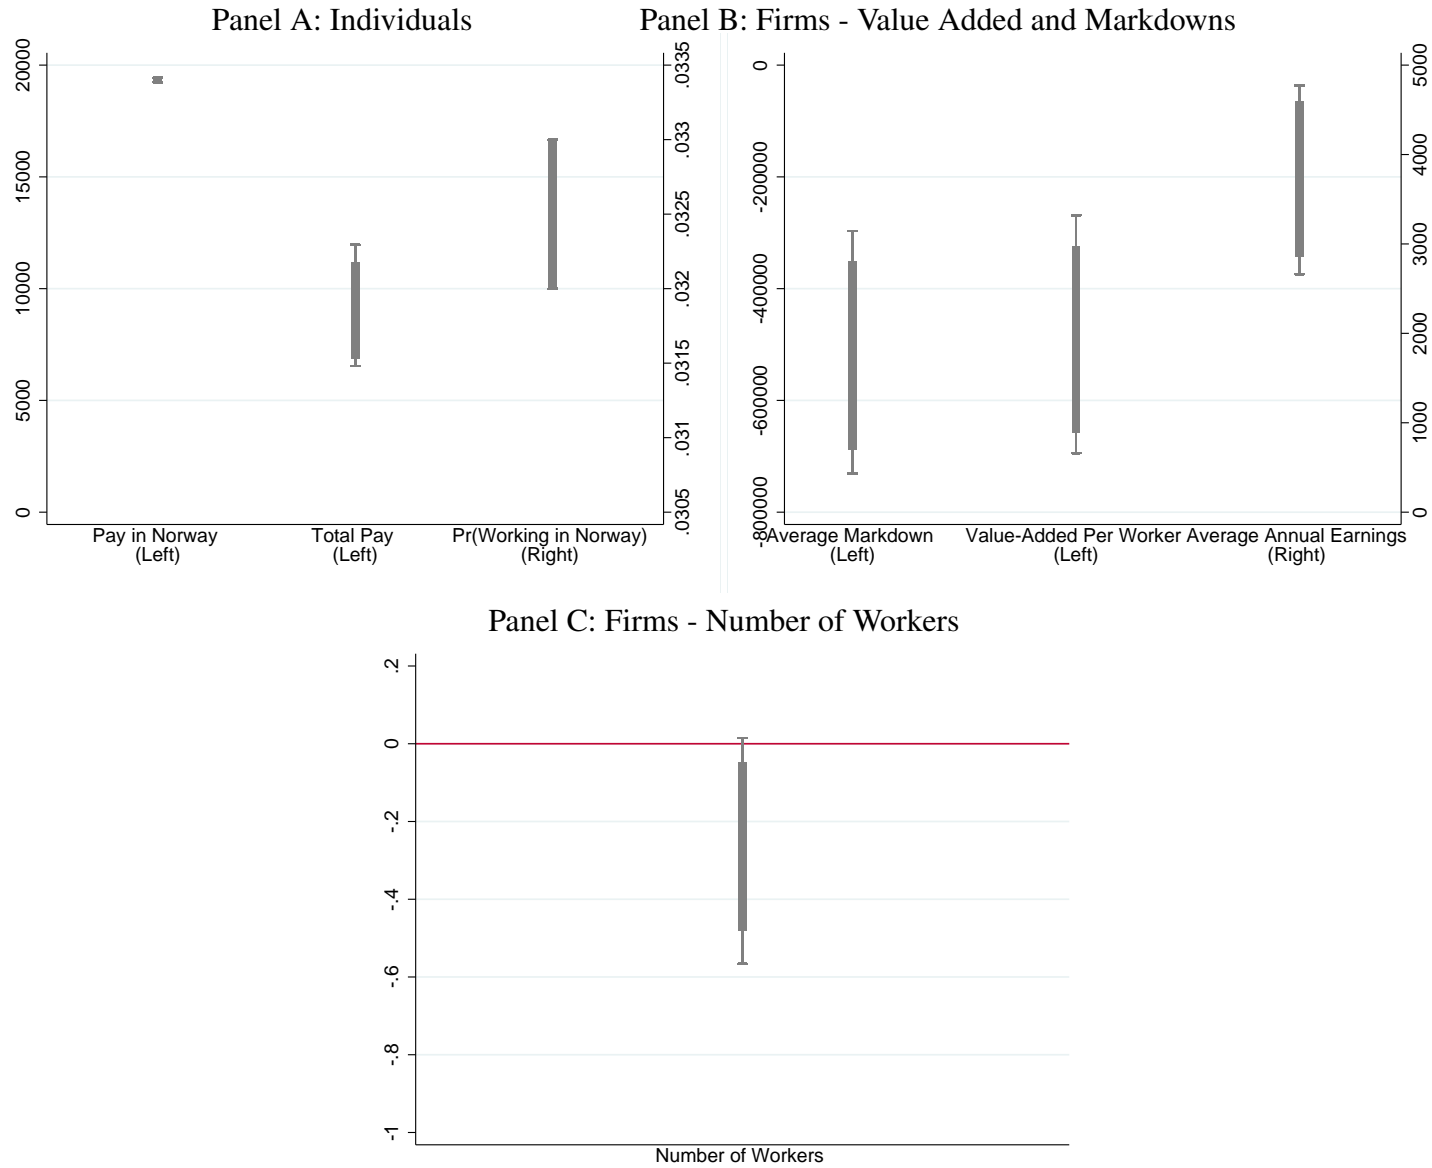 Panel A: Individuals
20000
15000
10000
5000
0
.0335
.033
.0325
.032
.0315
.031
.0305
Pay in Norway
(Left)
Total Pay
(Left)
Pr(Working in Norway)
(Right)
Panel B: Firms - Value Added and Markdowns
0
-200000
-400000
-600000
-800000
5000
4000
3000
2000
1000
0
Average Markdown
(Left)
Value-Added Per Worker
(Left)
Average Annual Earnings
(Right)
Panel C: Firms - Number of Workers
.2
0
-.2
-.4
-.6
-.8
-1
Number of Workers